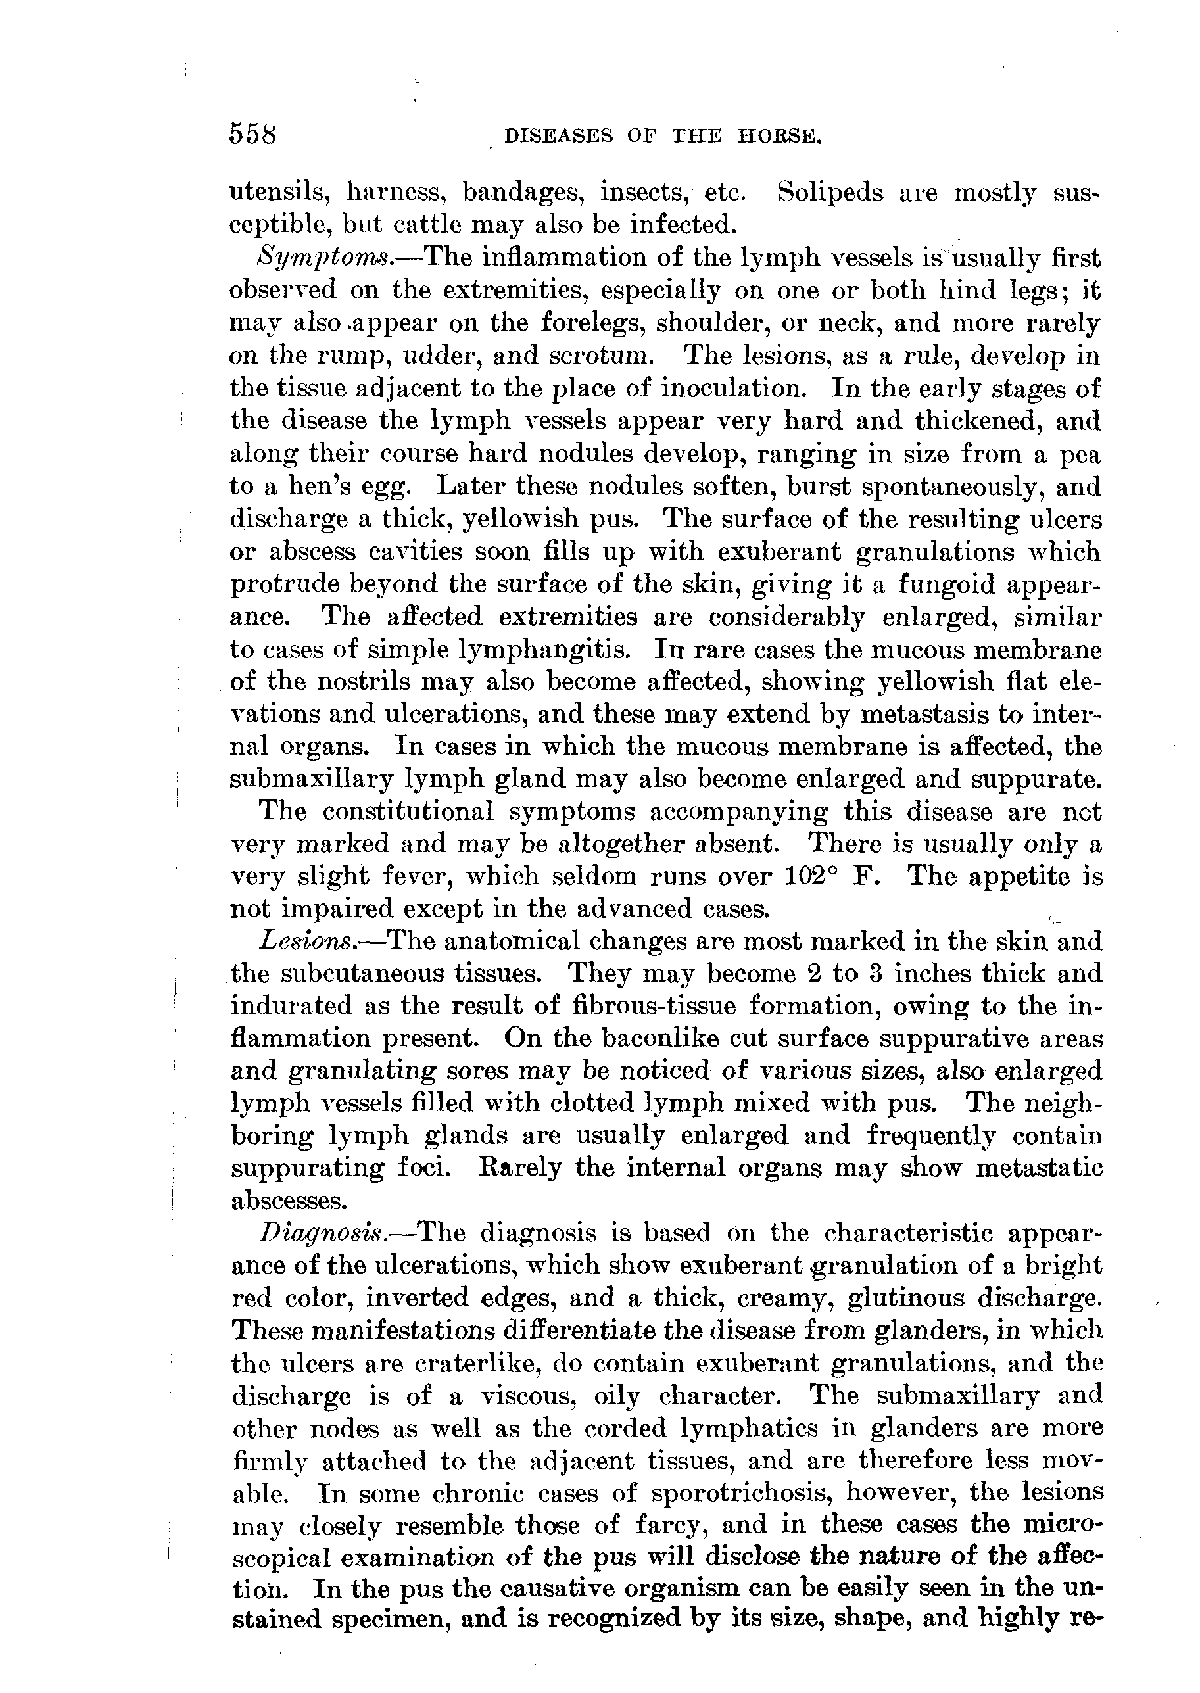 558 DISEASES OF THE HORSE.
utensils, harness, bandages, insects, etc. Solipeds are mostly sus-
ceptible, but cattle may also be infected.
Symptoms.—The inflammation of the lymph vessels is usually first
observed on the extremities, especially on one or both hind legs; it
may also appear on the forelegs, shoulder, or neck, and more rarely
on the rump, udder, and scrotum. The lesions, as a rule, develop in
the tissue adjacent to the place of inoculation. In the early stages of
the disease the lymph vessels appear very hard and thickened, and
along their course hard nodules develop, ranging in size from a pea
to a hen's egg. Later these nodules soften, burst spontaneously, and
discharge a thick, yellowish pus. The surface of the resulting ulcers
or abscess cavities soon fills up with exuberant granulations which
protrude beyond the surface of the skin, giving it a fungoid appear-
ance. The affected extremities are considerably enlarged, similar
to cases of simple lymphangitis. In rare cases the mucous membrane
of the nostrils may also become affected, showing yellowish flat ele-
vations and ulcerations, and these may extend by metastasis to inter-
nal organs. In cases in which the mucous membrane is affected, the
submaxillary lymph gland may also become enlarged and suppurate.
The constitutional symptoms accompanying this disease are not
very marked and may be altogether absent. There is usually only a
very slight fever, which seldom runs over 102° F. The appetite is
not impaired except in the advanced cases.
Lesions.—The anatomical changes are most marked in the skin and
the subcutaneous tissues. They may become 2 to 3 inches thick and
indurated as the result of fibrous-tissue formation, owing to the in-
flammation present. On the baconlike cut surface suppurative areas
and granulating sores may be noticed of various sizes, also enlarged
lymph vessels filled with clotted lymph mixed with pus. The neigh-
boring lymph glands are usually enlarged and frequently contain
suppurating foci. Rarely the internal organs may show metastatic
abscesses.
Diagnosis.—The diagnosis is based on the characteristic appear-
ance of the ulcerations, which show exuberant granulation of a bright
red color, inverted edges, and a thick, creamy, glutinous discharge.
These manifestations differentiate the disease from glanders, in which
the ulcers are craterlike, do contain exuberant granulations, and the
discharge is of a viscous, oily character. The submaxillary and
other nodes as well as the corded lymphatics in glanders are more
firmly attached to the adjacent tissues, and are therefore less mov-
able. In some chronic cases of sporotrichosis, however, the lesions
may closely resemble those of farcy, and in these cases the micro-
scopical examination of the pus will disclose the nature of the affec-
tion. In the pus the causative organism can be easily seen in the un-
stained specimen, and is recognized by its size, shape, and highly re-